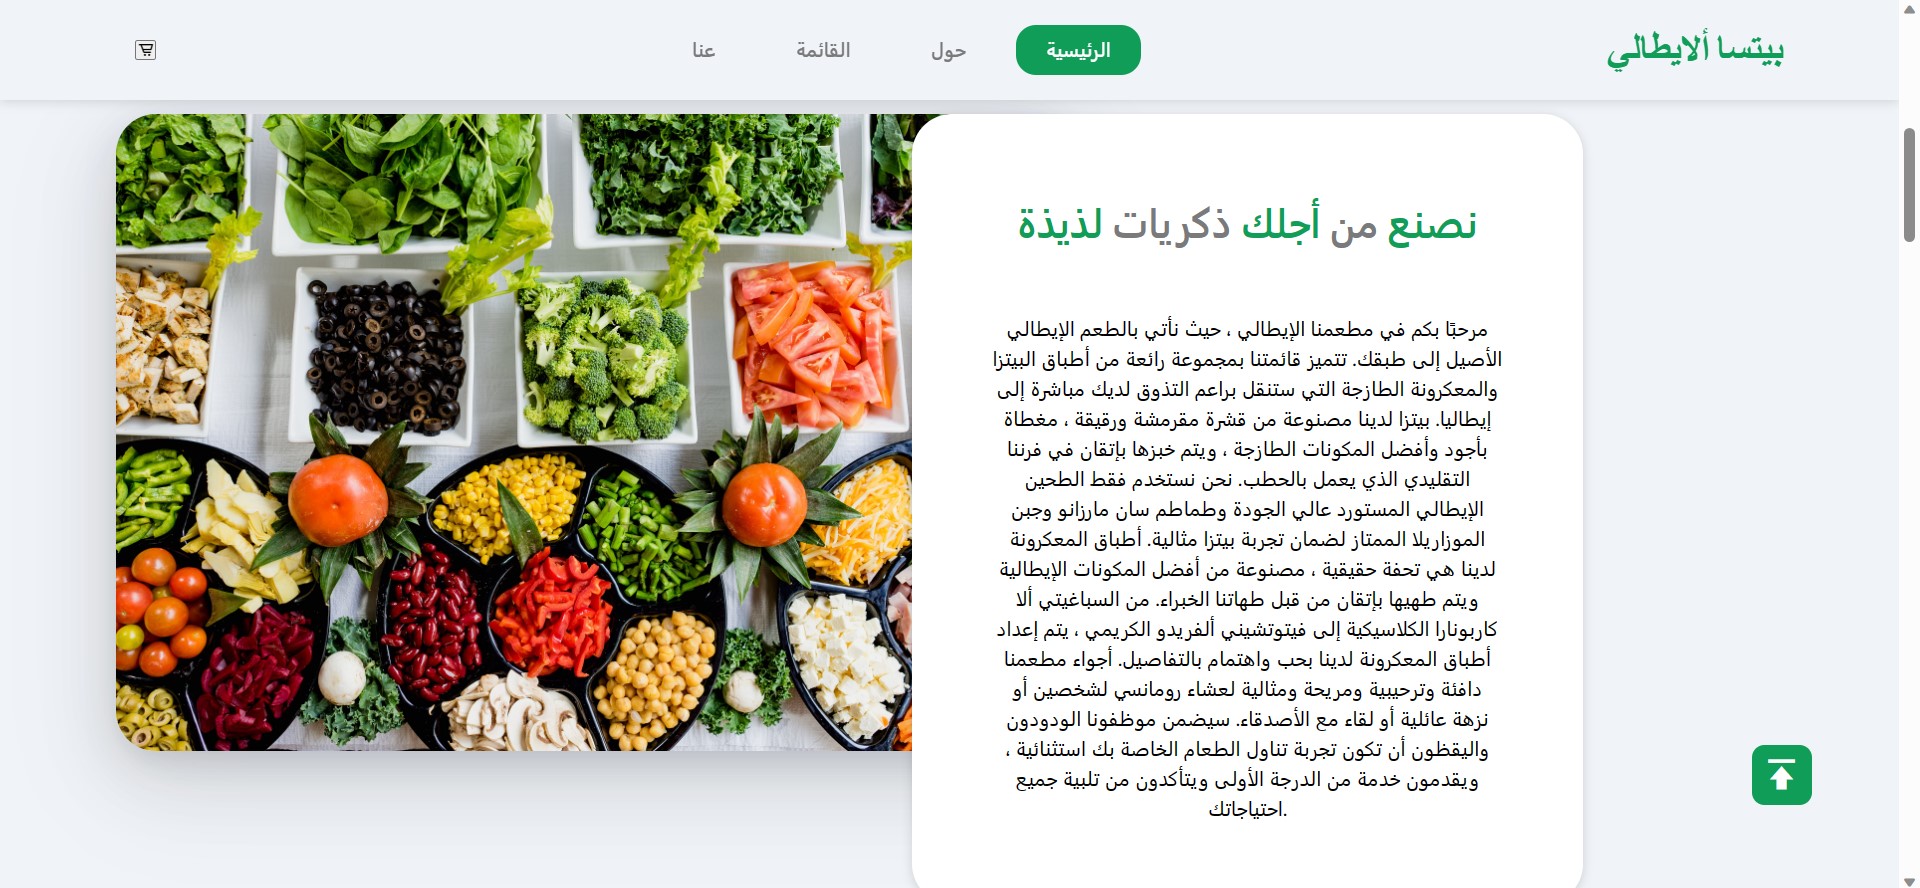 بيتسا ألايطالي
الرئيسية
حول
القائمة
عنا
نصنع من أجلك ذكريات لذيذة
مرحبًا بكم في مطعمنا الإيطالي ، حيث نأتي بالطعم الإيطالي
الأصيل إلى طبقك. تتميز قائمتنا بمجموعة رائعة من أطباق البيتزا
والمعكرونة الطازجة التي ستنقل براعم التذوق لديك مباشرة إلى
إيطاليا. بيتزا لدينا مصنوعة من قشرة مقرمشة ورقيقة ، مغطاة
بأجود وأفضل المكونات الطازجة ، ويتم خبزها بإتقان في فرننا
التقليدي الذي يعمل بالحطب. نحن نستخدم فقط الطحين
الإيطالي المستورد عالي الجودة وطماطم سان مارزانو وجبن
الموزاريلا الممتاز لضمان تجربة بيتزا مثالية. أطباق المعكرونة
لدينا هي تحفة حقيقية ، مصنوعة من أفضل المكونات الإيطالية
ويتم طهيها بإتقان من قبل طهاتنا الخبراء. من السباغيتي ألا
كاربونارا الكلاسيكية إلى فيتوتشيني ألفريدو الكريمي ، يتم إعداد
أطباق المعكرونة لدينا بحب واهتمام بالتفاصيل. أجواء مطعمنا
دافئة وترحيبية ومريحة ومثالية لعشاء رومانسي لشخصين أو
نزهة عائلية أو لقاء مع الأصدقاء. سيضمن موظفونا الودودون
واليقظون أن تكون تجربة تناول الطعام الخاصة بك استثنائية ،
ويقدمون خدمة من الدرجة الأولى ويتأكدون من تلبية جميع
.احتياجاتك